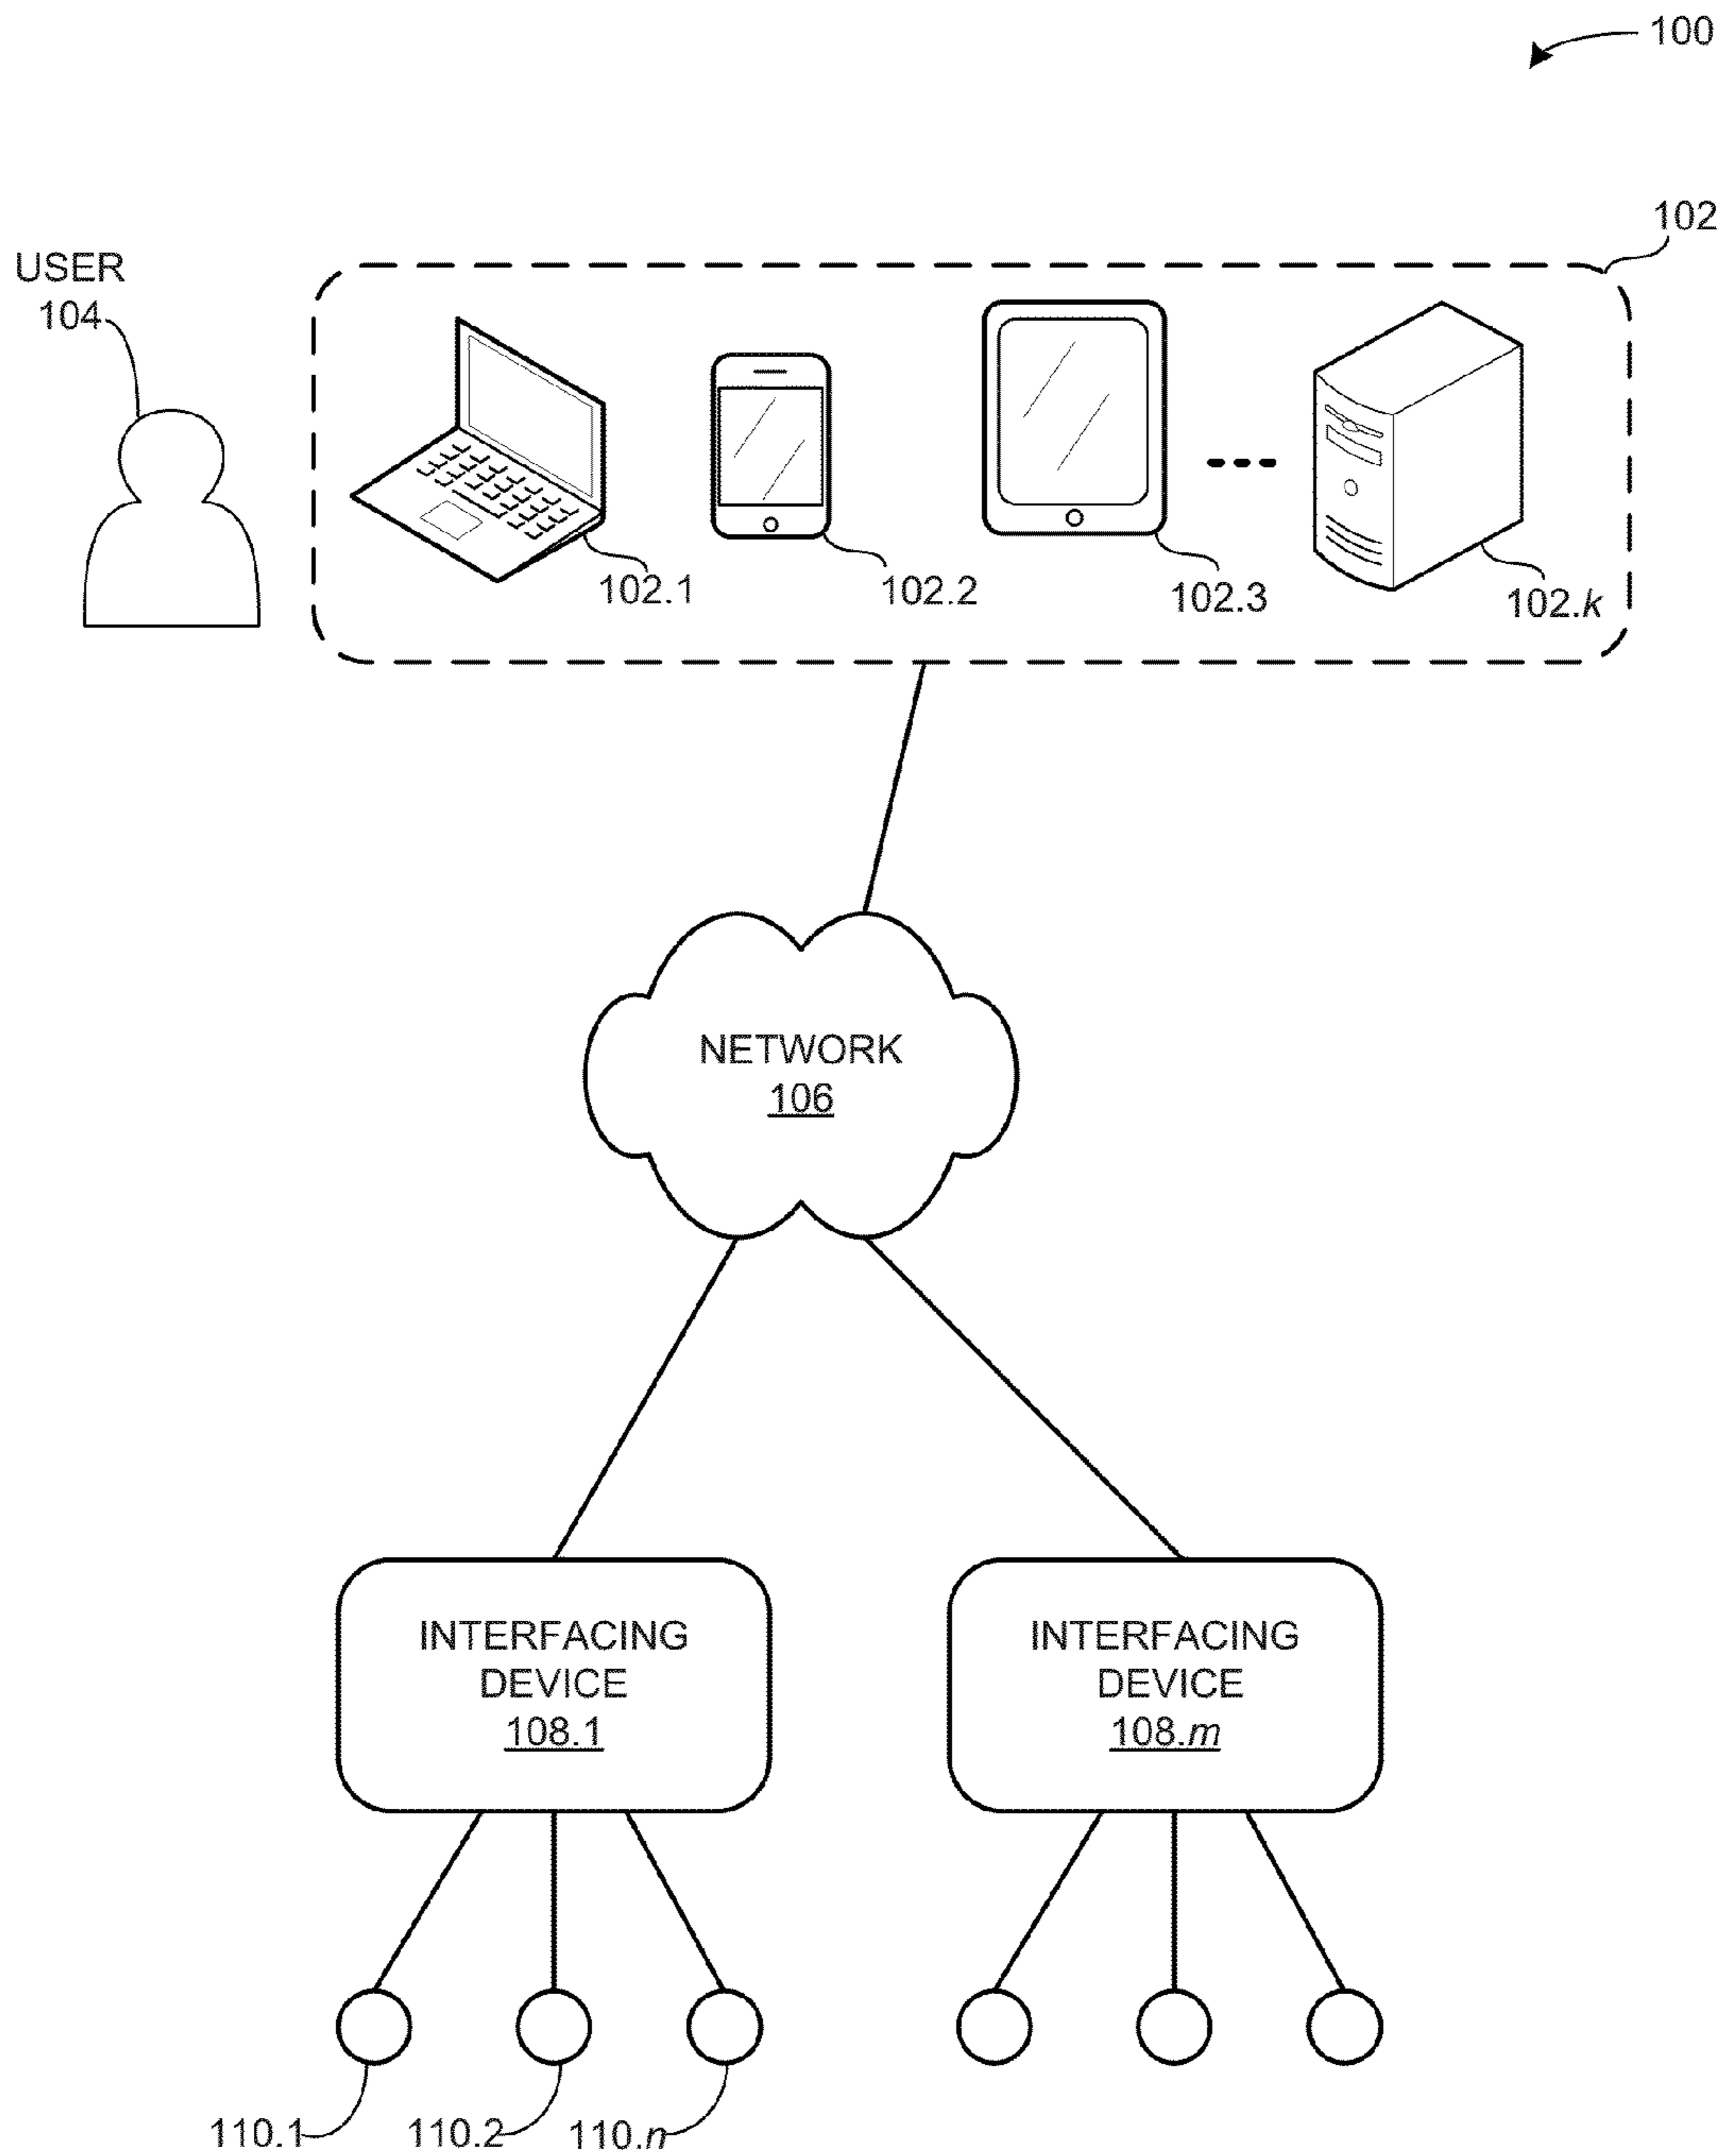 100
102
USER
104
102.1
102.2
102.3
102.k
NETWORK
106
INTERFACING
DEVICE
108.1
INTERFACING
DEVICE
108.m
110.1
110.2
110.n